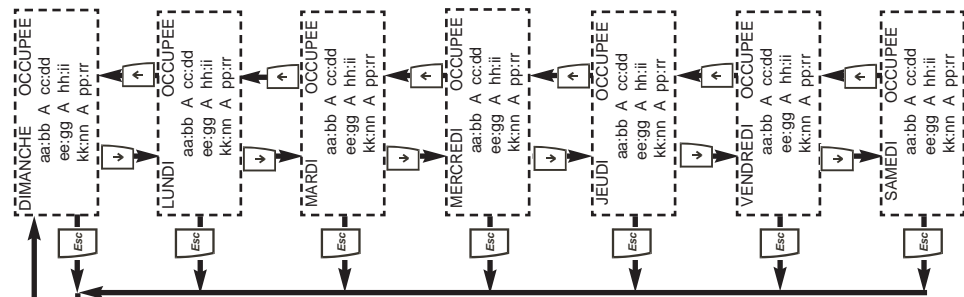 DIMANCHE OCCUPEE
aa:bb A cc:dd
ee:gg A hh:ii
kk:nn A pp:rr
Esc
LUNDI OCCUPEE
aa:bb A cc:dd
ee:gg A hh:ii
kk:nn A pp:rr
Esc
MARDI OCCUPEE
aa:bb A cc:dd
ee:gg A hh:ii
kk:nn A pp:rr
Esc
MERCREDI OCCUPEE
aa:bb A cc:dd
ee:gg A hh:ii
kk:nn A pp:rr
Esc
JEUDI OCCUPEE
aa:bb A cc:dd
ee:gg A hh:ii
kk:nn A pp:rr
Esc
VENDREDI OCCUPEE
aa:bb A cc:dd
ee:gg A hh:ii
kk:nn A pp:rr
Esc
SAMEDI OCCUPEE
aa:bb A cc:dd
ee:gg A hh:ii
kk:nn A pp:rr
Esc